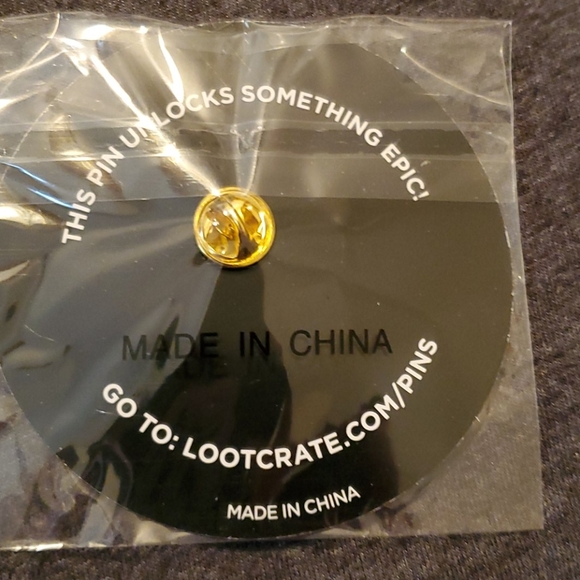 THIS PIN UNLOCKS SOMETHING EPIC!
MADE IN CHINA
GO TO: LOOTCRATE.COM/PINS
MADE IN CHINA